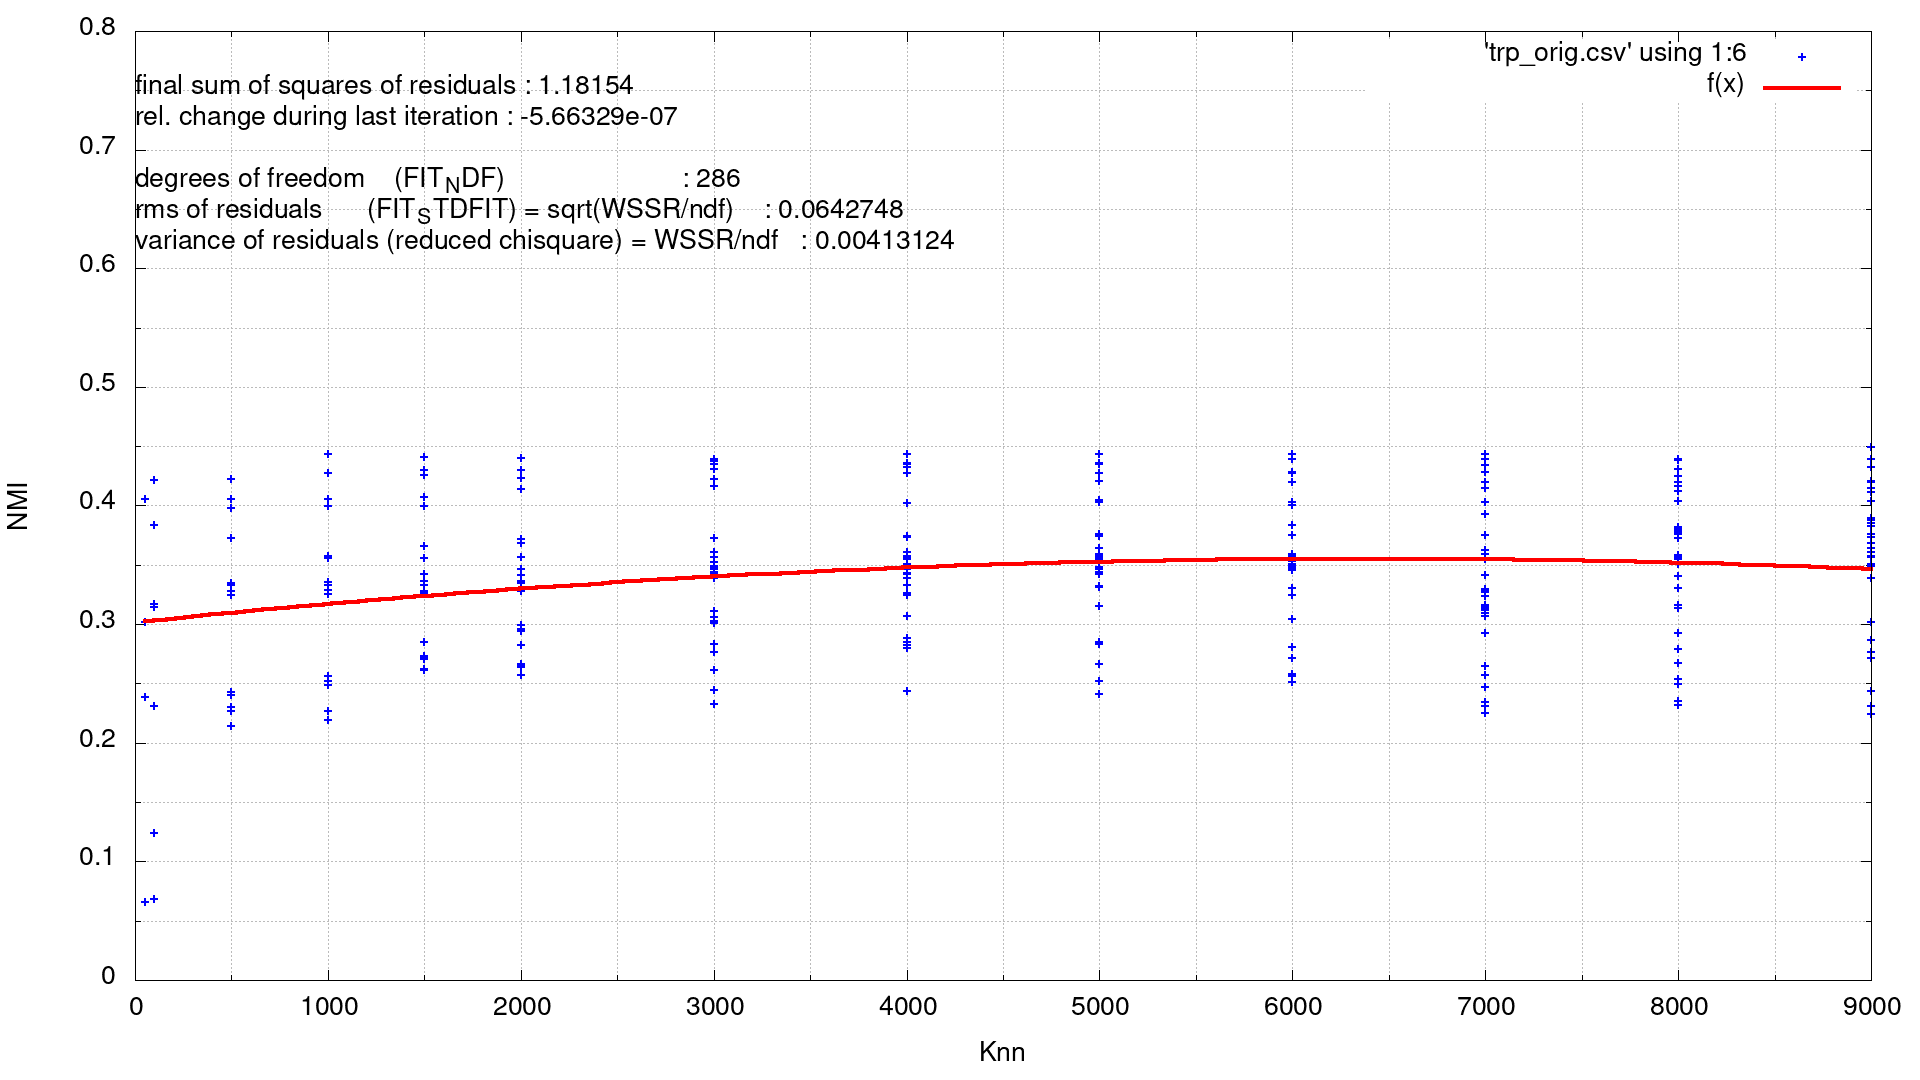 0.8
0.7
0.6
0.5
0.4
0.3
0.2
0.1
0
NMI
'trp_orig.csv' using 1:6
f(x)
final sum of squares of residuals : 1.18154
rel. change during last iteration : -5.66329e-07
degrees of freedom (FITNDF) : 286
rms of residuals (FITSTDFIT) = sqrt(WSSR/ndf) : 0.0642748
variance of residuals (reduced chisquare) = WSSR/ndf : 0.00413124
0 1000 2000 3000 4000 5000 6000 7000 8000 9000
Knn